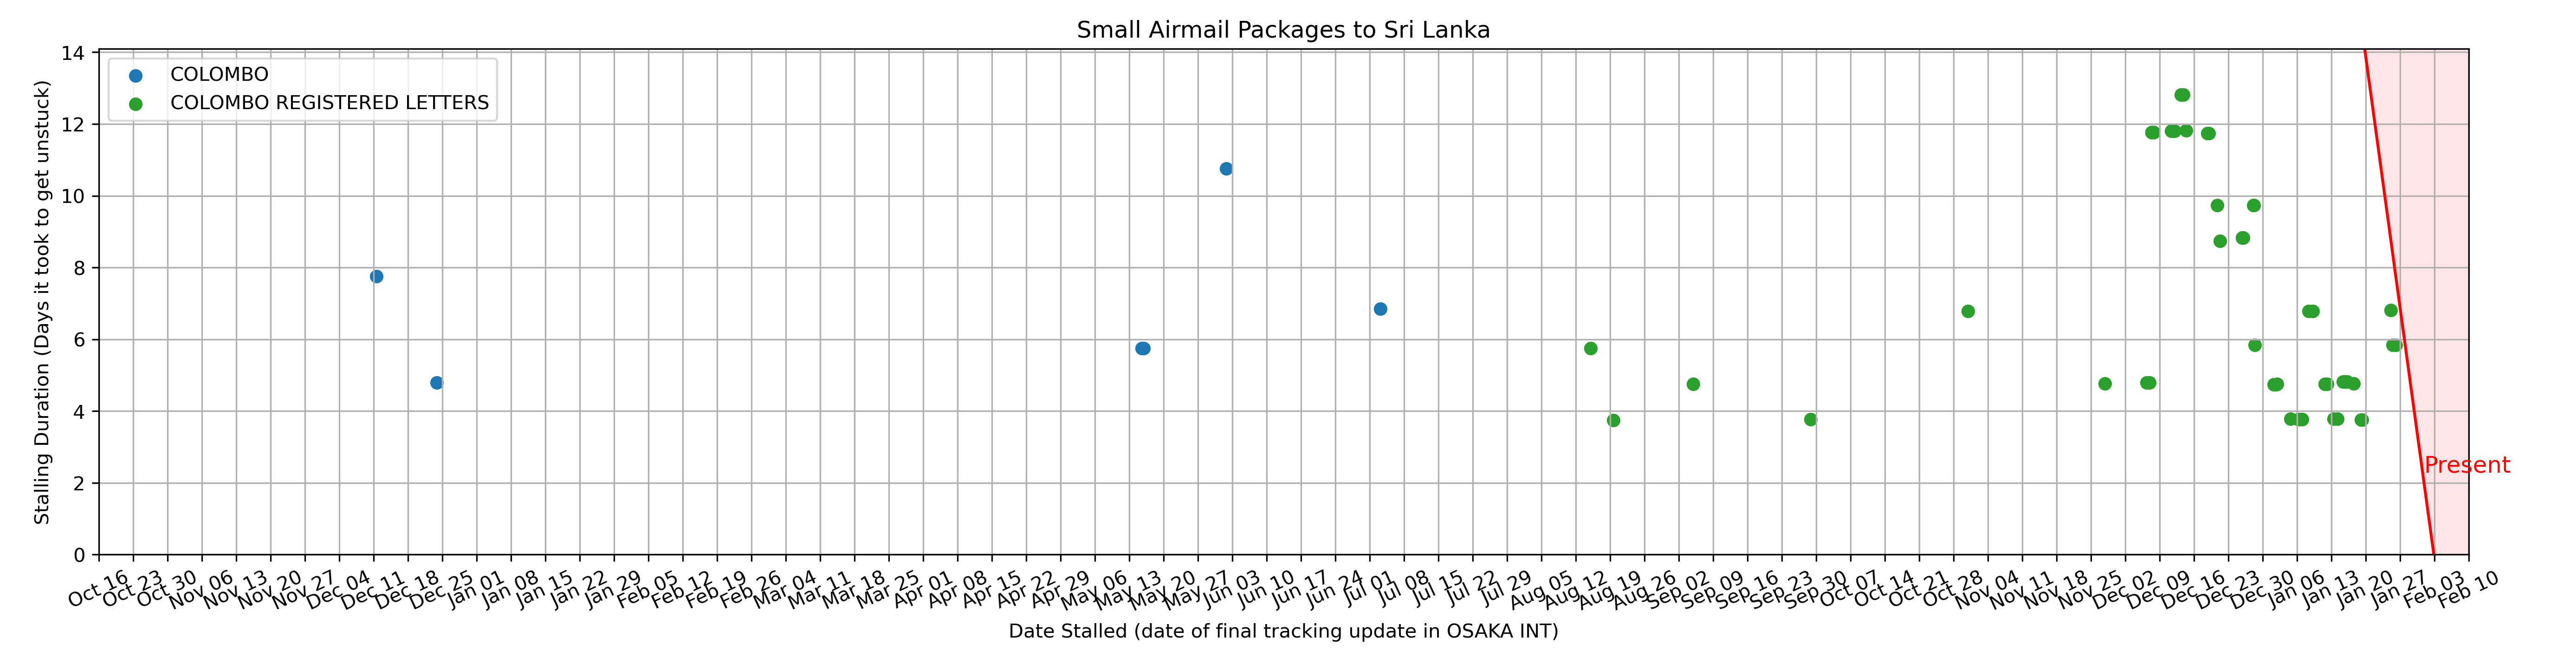 Small Airmail Packages to Sri Lanka
COLOMBO
COLOMBO REGISTERED LETTERS
Stalling Duration (Days it took to get unstuck)
14
12
10
8
6
4
2
0
Present
Oct 16 Oct 23 Oct 30 Nov 06 Nov 13 Nov 20 Nov 27 Dec 04 Dec 11 Dec 18 Dec 25 Jan 01 Jan 08 Jan 15 Jan 22 Jan 29 Feb 05 Feb 12 Feb 19 Feb 26 Mar 04 Mar 11 Mar 18 Mar 25 Apr 01 Apr 08 Apr 15 Apr 22 Apr 29 May 06 May 13 May 20 May 27 Jun 03 Jun 10 Jun 17 Jun 24 Jul 01 Jul 08 Jul 15 Jul 22 Jul 29 Aug 05 Aug 12 Aug 19 Aug 26 Sep 02 Sep 09 Sep 16 Sep 23 Sep 30 Oct 07 Oct 14 Oct 21 Oct 28 Nov 04 Nov 11 Nov 18 Nov 25 Dec 02 Dec 09 Dec 16 Dec 23 Dec 30 Jan 06 Jan 13 Jan 20 Jan 27 Feb 03 Feb 10
Date Stalled (date of final tracking update in OSAKA INT)